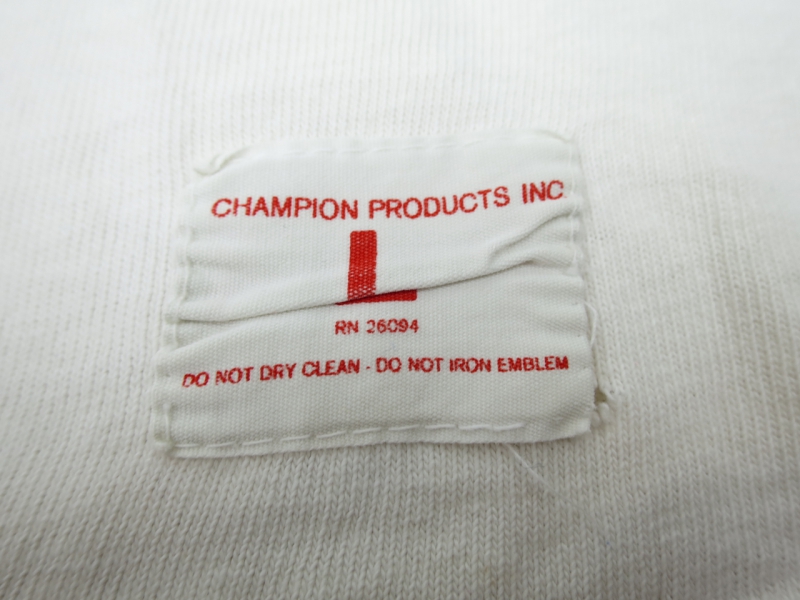 CHAMPION PRODUCTS INC
L
RN 26094
DO NOT DRY CLEAN - DO NOT IRON EMBLEM